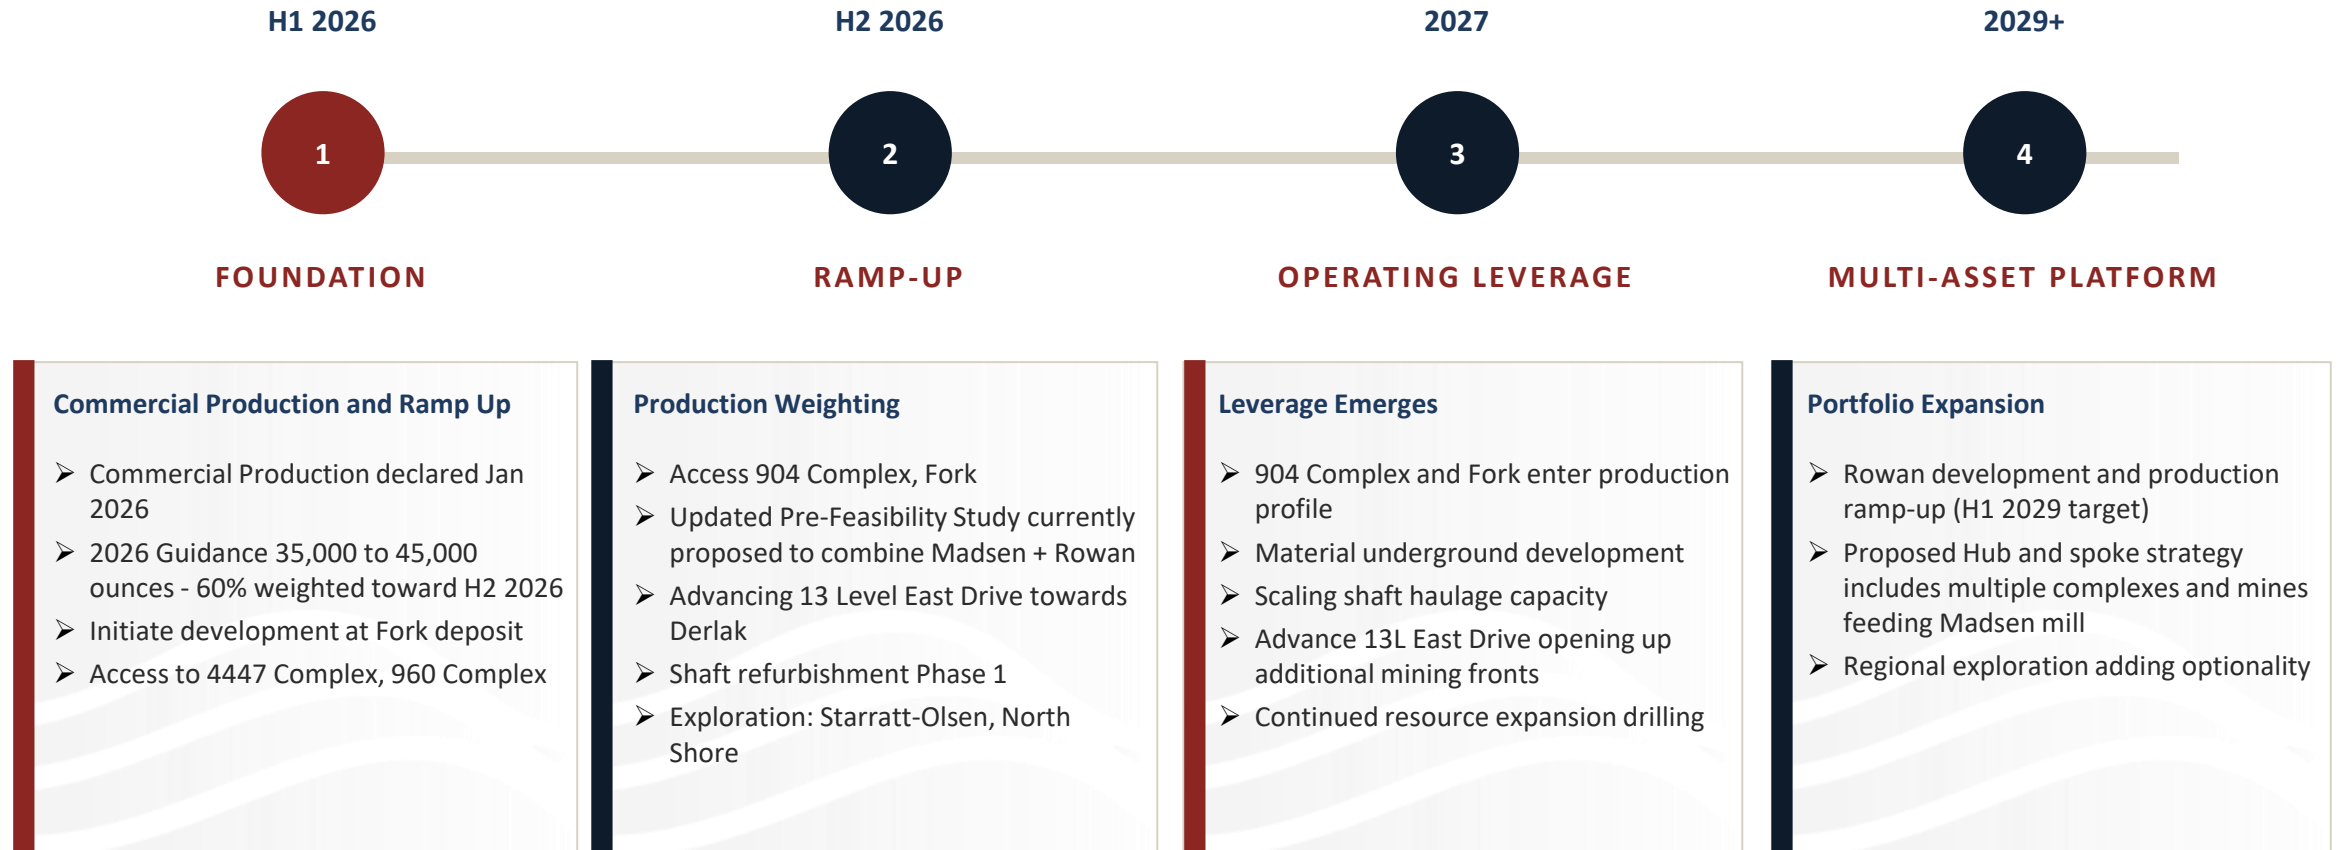 H1 2026
H2 2026
2027
2029+
1
2
3
4
FOUNDATION
RAMP-UP
OPERATING LEVERAGE
MULTI-ASSET PLATFORM
Commercial Production and Ramp Up
➢ Commercial Production declared Jan
2026
➢ 2026 Guidance 35,000 to 45,000
ounces - 60% weighted toward H2 2026
➢ Initiate development at Fork deposit
➢ Access to 4447 Complex, 960 Complex
Production Weighting
➢ Access 904 Complex, Fork
➢ Updated Pre-Feasibility Study currently
proposed to combine Madsen + Rowan
➢ Advancing 13 Level East Drive towards
Derlak
➢ Shaft refurbishment Phase 1
➢ Exploration: Starratt-Olsen, North
Shore
Leverage Emerges
➢ 904 Complex and Fork enter production
profile
➢ Material underground development
➢ Scaling shaft haulage capacity
➢ Advance 13L East Drive opening up
additional mining fronts
➢ Continued resource expansion drilling
Portfolio Expansion
➢ Rowan development and production
ramp-up (H1 2029 target)
➢ Proposed Hub and spoke strategy
includes multiple complexes and mines
feeding Madsen mill
➢ Regional exploration adding optionality